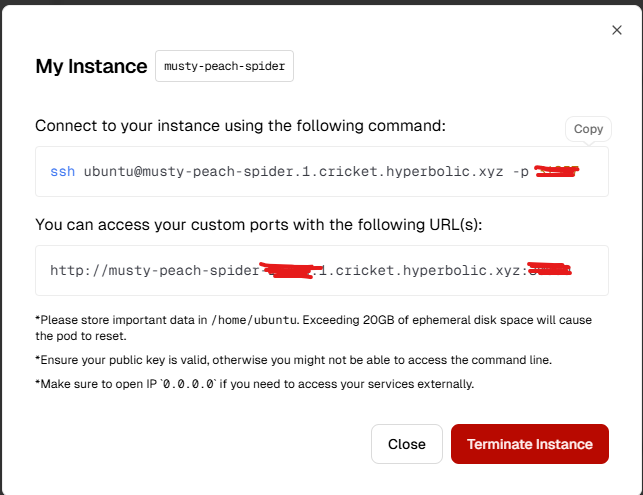 My Instance musty-peach-spider
Connect to your instance using the following command:
Copy
ssh ubuntu@musty-peach-spider.1.cricket.hyperbolic.xyz -p
You can access your custom ports with the following URL(s):
http://musty-peach-spider .1.cricket.hyperbolic.xyz:
*Please store important data in /home/ubuntu. Exceeding 20GB of ephemeral disk space will cause
the pod to reset.
*Ensure your public key is valid, otherwise you might not be able to access the command line.
*Make sure to open IP `0.0.0.0` if you need to access your services externally.
Close Terminate Instance